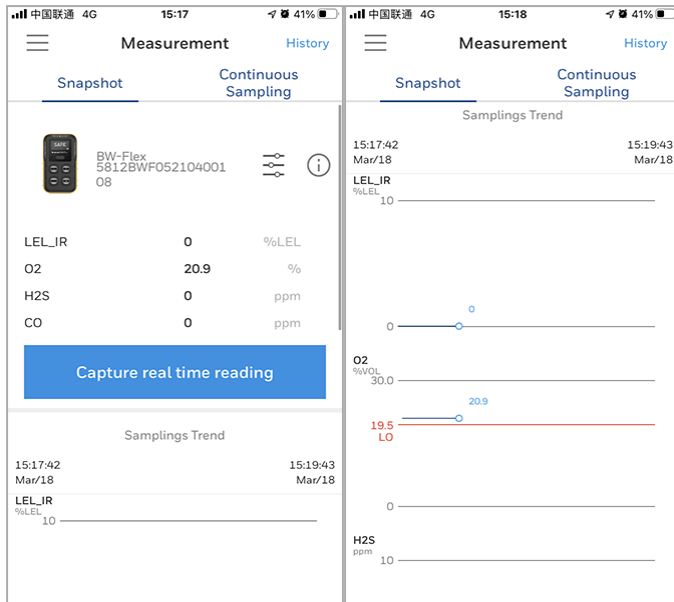 中国联通 4G 15:17 41%
Measurement History
Snapshot Continuous Sampling
BW-Flex
5812BWF052104001
08
LEL_IR 0 %LEL
O2 20.9 %
H2S 0 ppm
CO 0 ppm
Capture real time reading
Samplings Trend
15:17:42 15:19:43
Mar/18 Mar/18
LEL_IR
%LEL
10
中国联通 4G 15:18 41%
Measurement History
Snapshot Continuous Sampling
Samplings Trend
15:17:42 15:19:43
Mar/18 Mar/18
LEL_IR
%LEL
10
0
0
O2
%VOL
30.0
20.9
19.5
LO
0
H2S
ppm
10